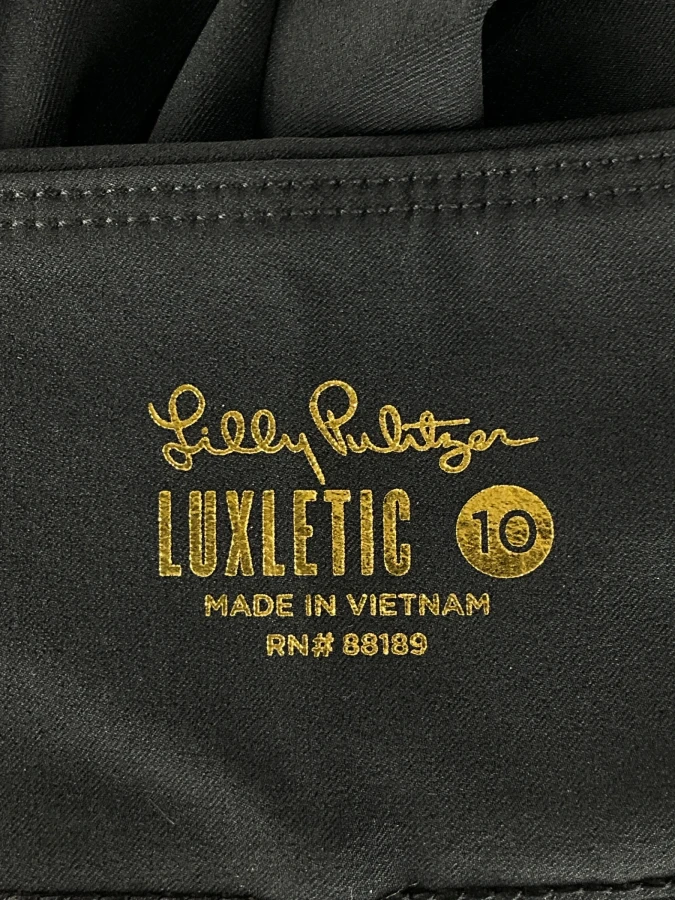 Lilly Pulitzer
LUXLETIC 10
MADE IN VIETNAM
RN# 88189